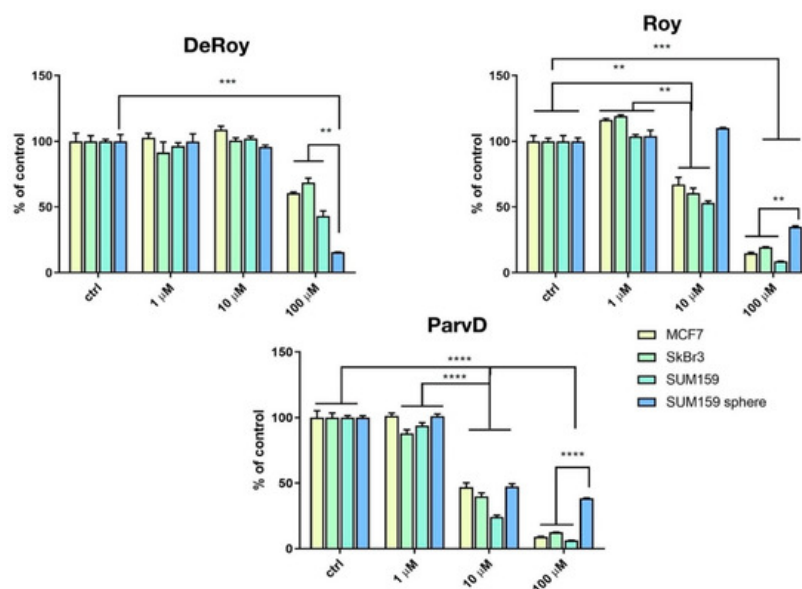 DeRoy
% of control
150
100
50
0
***
**
ctrl
1 μM
10 μM
100 μM
Roy
% of control
150
100
50
0
***
**
**
**
ctrl
1 μM
10 μM
100 μM
ParvD
% of control
150
100
50
0
****
****
****
ctrl
1 μM
10 μM
100 μM
MCF7
SkBr3
SUM159
SUM159 sphere